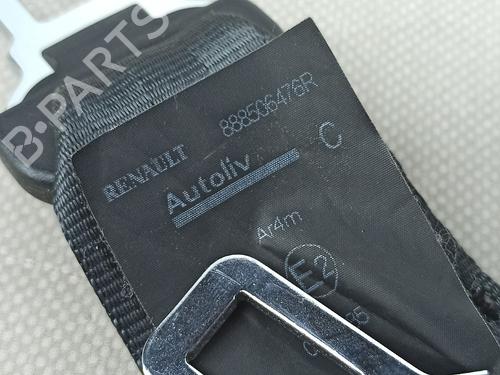 B-PARTS
RENAULT 888506476R
Autoliv C
Ar4m
E2